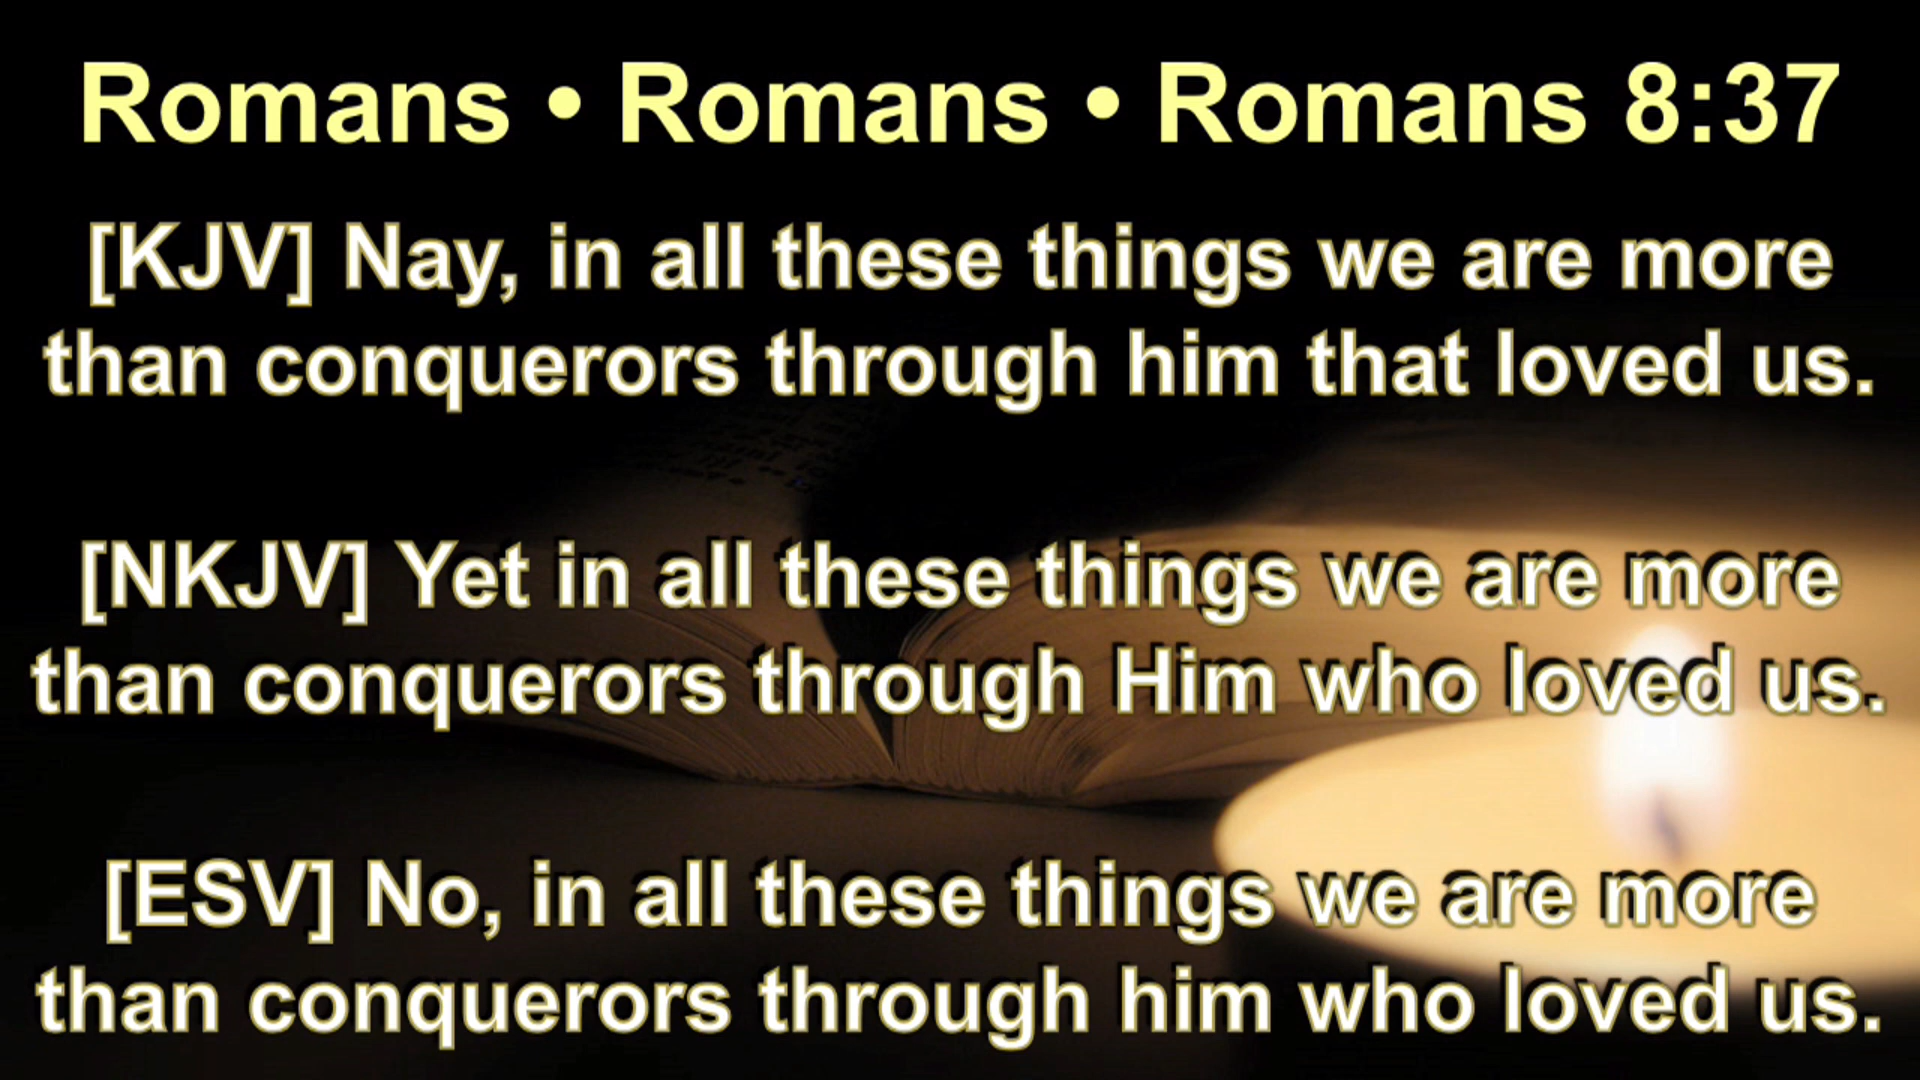 Romans • Romans • Romans 8:37
[KJV] Nay, in all these things we are more
than conquerors through him that loved us.
[NKJV] Yet in all these things we are more
than conquerors through Him who loved us.
[ESV] No, in all these things we are more
than conquerors through him who loved us.